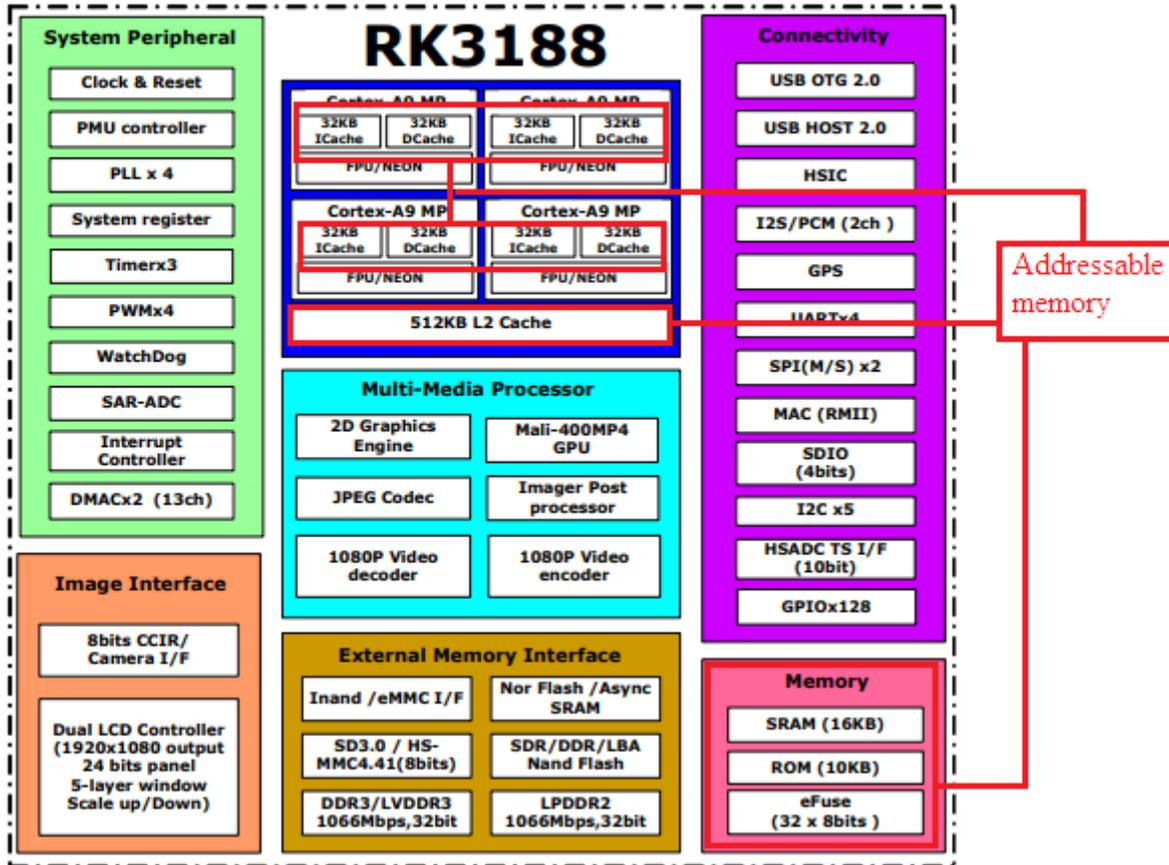 RK3188
System Peripheral
Clock & Reset
PMU controller
PLL x 4
System register
Timerx3
PWMx4
WatchDog
SAR-ADC
Interrupt
Controller
DMACx2 (13ch)
Image Interface
8bits CCIR/
Camera I/F
Dual LCD Controller
(1920x1080 output
24 bits panel
5-layer window
Scale up/Down)
Cortex-A9 MP
32KB
ICache
32KB
DCache
FPU/NEON
Cortex-A9 MP
32KB
ICache
32KB
DCache
FPU/NEON
Cortex-A9 MP
32KB
ICache
32KB
DCache
FPU/NEON
Cortex-A9 MP
32KB
ICache
32KB
DCache
FPU/NEON
512KB L2 Cache
Multi-Media Processor
2D Graphics
Engine
Mali-400MP4
GPU
JPEG Codec
Imager Post
processor
1080P Video
decoder
1080P Video
encoder
External Memory Interface
Inand /eMMC I/F
Nor Flash /Async
SRAM
SD3.0 / HS-
MMC4.41(8bits)
SDR/DDR/LBA
Nand Flash
DDR3/LVDDR3
1066Mbps,32bit
LPDDR2
1066Mbps,32bit
Connectivity
USB OTG 2.0
USB HOST 2.0
HSIC
I2S/PCM (2ch )
GPS
UARTx4
SPI(M/S) x2
MAC (RMII)
SDIO
(4bits)
I2C x5
HSADC TS I/F
(10bit)
GPIOx128
Memory
SRAM (16KB)
ROM (10KB)
eFuse
(32 x 8bits )
Addressable
memory